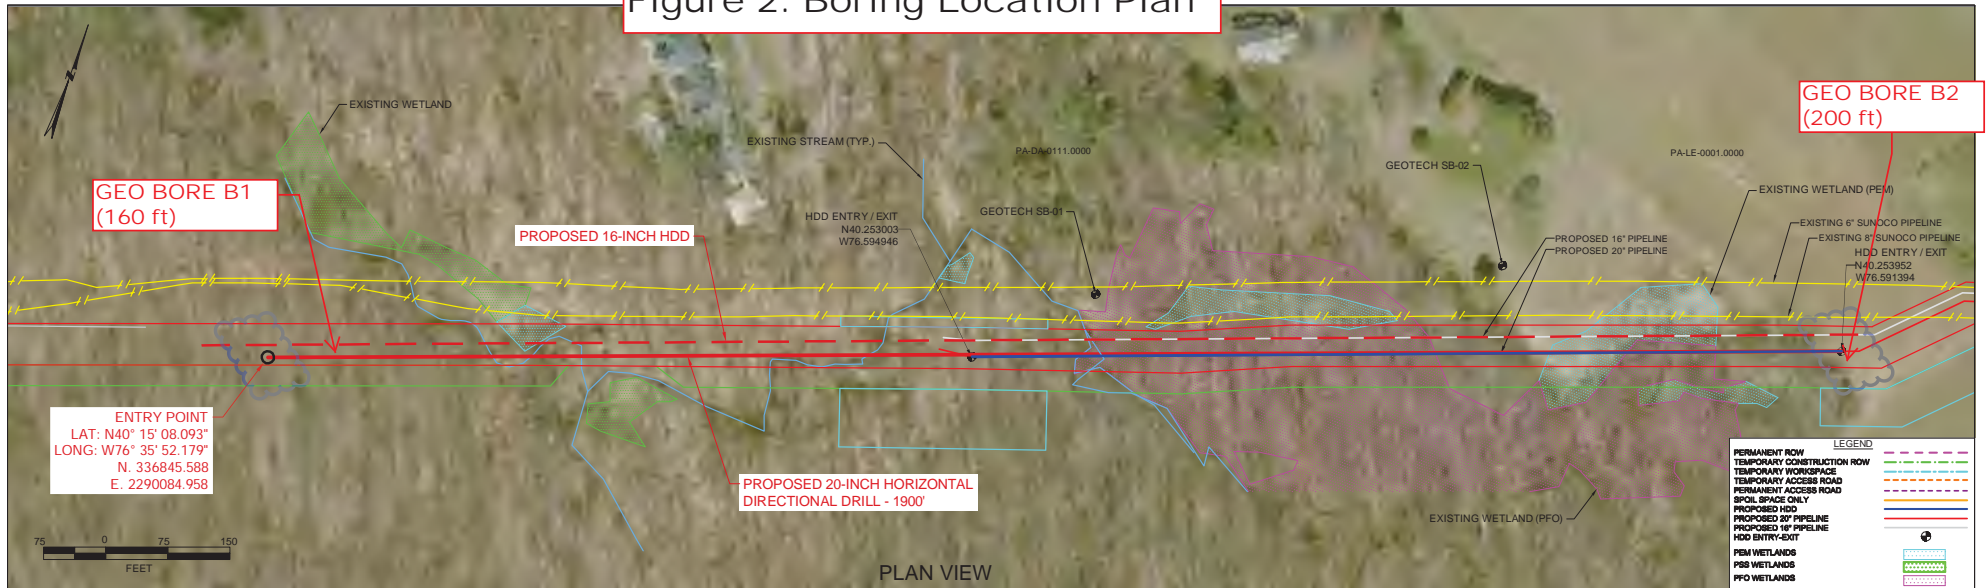 Figure 2. Boring Location Plan
EXISTING WETLAND
GEO BORE B1
(160 ft)
EXISTING STREAM (TYP.)
PA-DA-0111.0000
HDD ENTRY / EXIT
N40.253003
W76.594946
GEOTECH SB-01
PROPOSED 16-INCH HDD
GEOTECH SB-02
PA-LE-0001.0000
GEO BORE B2
(200 ft)
EXISTING WETLAND (PEM)
EXISTING 6" SUNOCO PIPELINE
EXISTING 8" SUNOCO PIPELINE
PROPOSED 16" PIPELINE
PROPOSED 20" PIPELINE
HDD ENTRY / EXIT
N40.253952
W76.591394
ENTRY POINT
LAT: N40° 15' 08.093"
LONG: W76° 35' 52.179"
N. 336845.588
E. 2290084.958
PROPOSED 20-INCH HORIZONTAL
DIRECTIONAL DRILL - 1900'
EXISTING WETLAND (PFO)
75 0 75 150
FEET
PLAN VIEW
LEGEND
PERMANENT ROW
TEMPORARY CONSTRUCTION ROW
TEMPORARY WORKSPACE
TEMPORARY ACCESS ROAD
PERMANENT ACCESS ROAD
SPOIL SPACE ONLY
PROPOSED HDD
PROPOSED 20" PIPELINE
PROPOSED 16" PIPELINE
HDD ENTRY-EXIT
PEM WETLANDS
PSS WETLANDS
PFO WETLANDS